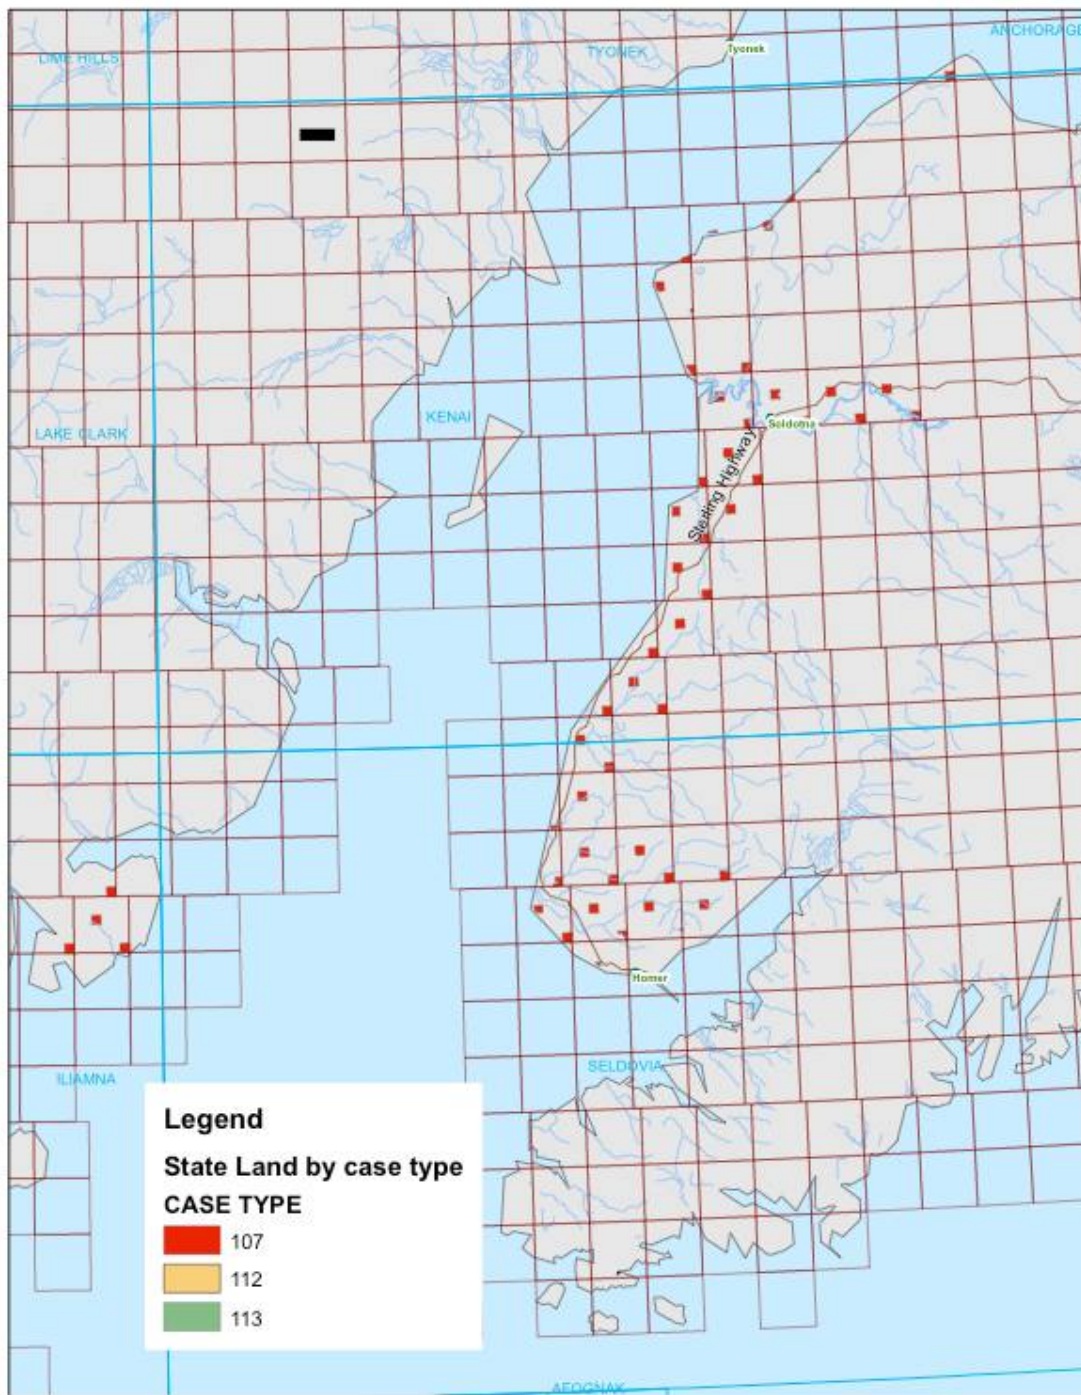 ANCHORAGE
LIME HILLS
TYONEK
Tyonek
KENAI
LAKE CLARK
Soldotna
Sterling Highway
Homer
ILIAMNA
SELDOVIA
Legend
State Land by case type
CASE TYPE
107
112
113
AFOGNAK